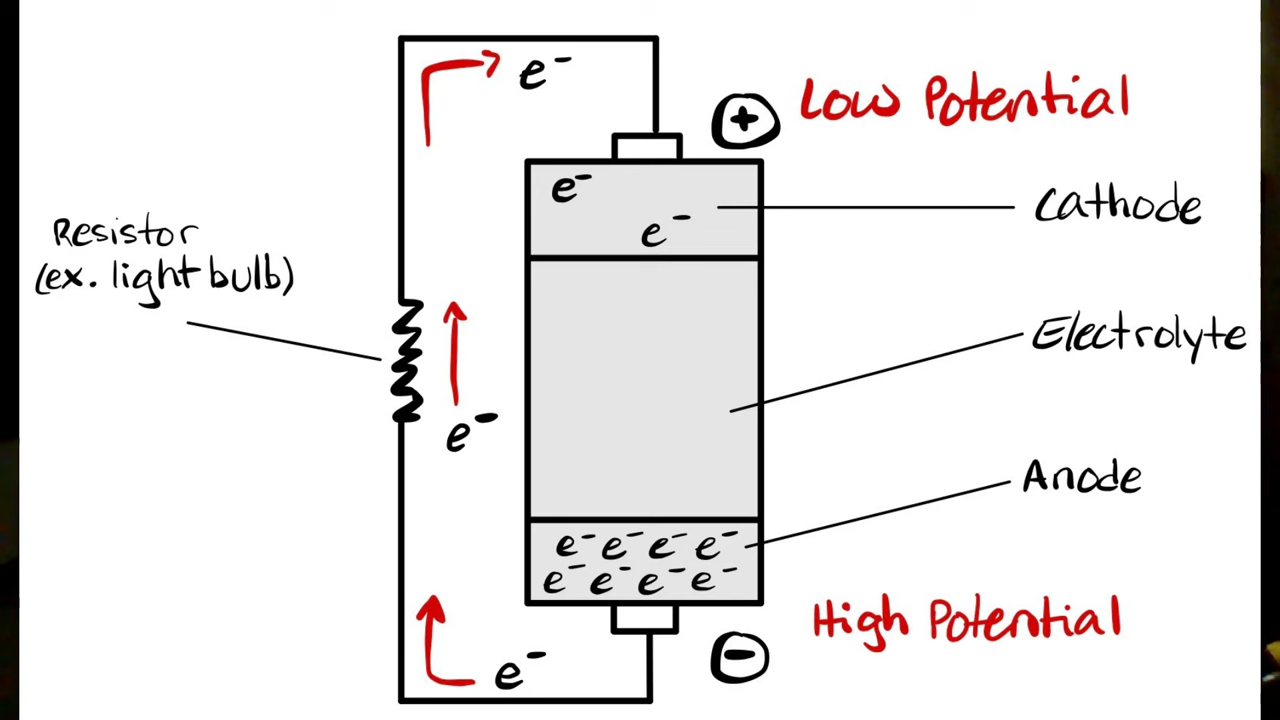 e⁻
+
Low Potential
e⁻
e⁻
Cathode
Resistor
(ex. light bulb)
Electrolyte
e⁻
Anode
e⁻ e⁻ e⁻ e⁻
e⁻ e⁻ e⁻ e⁻
High Potential
−
e⁻